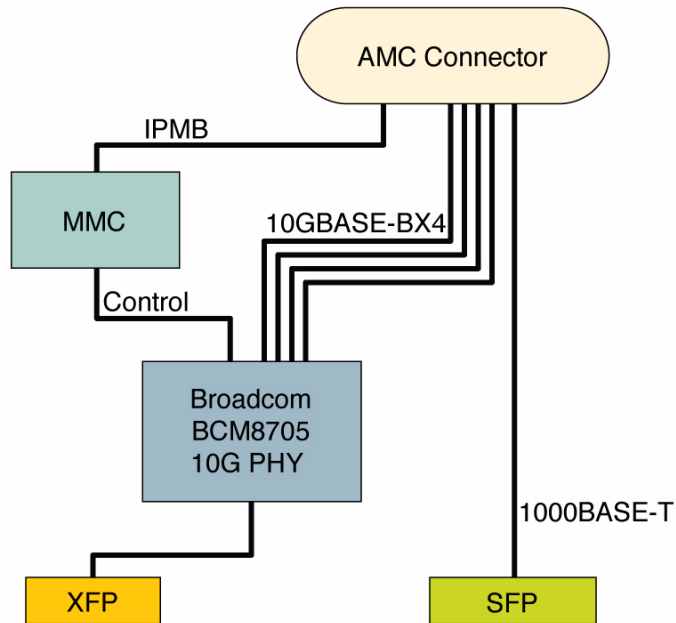 AMC Connector
IPMB
MMC
10GBASE-BX4
Control
Broadcom
BCM8705
10G PHY
1000BASE-T
XFP
SFP